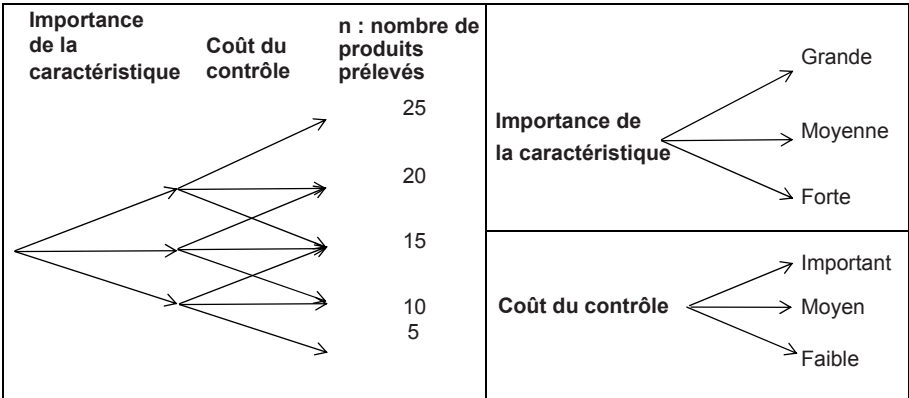 Importance
de la
caractéristique
Coût du
contrôle
n : nombre de
produits
prélevés
25
20
15
10
5
Importance de
la caractéristique
Grande
Moyenne
Forte
Coût du contrôle
Important
Moyen
Faible